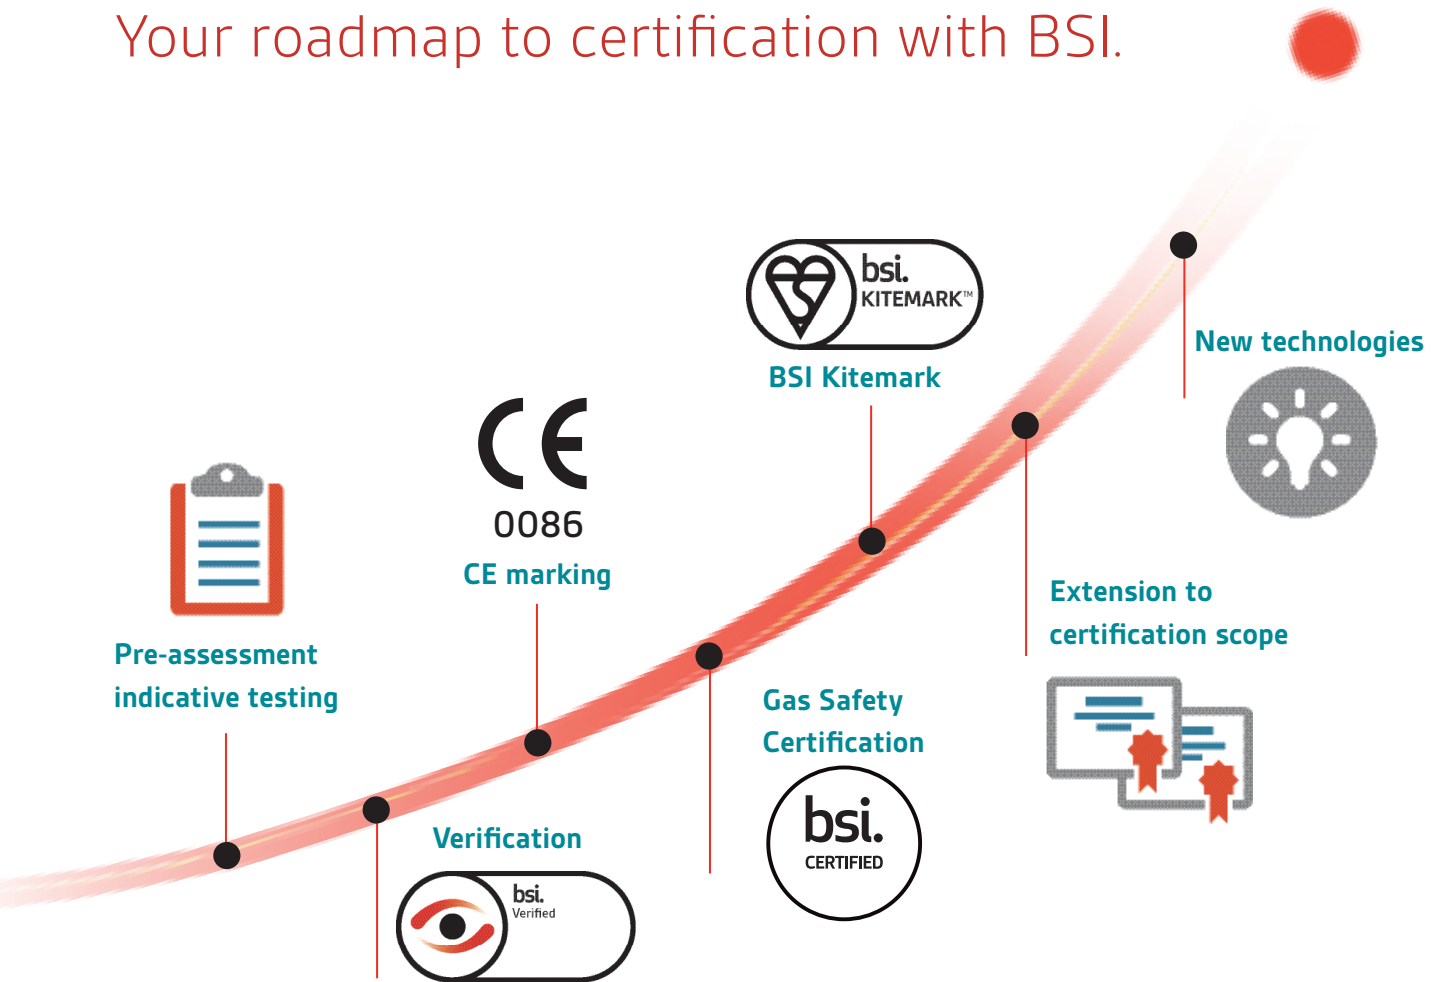 Your roadmap to certification with BSI.
Pre-assessment
indicative testing
Verification
bsi.
Verified
CE
0086
CE marking
Gas Safety
Certification
bsi.
CERTIFIED
bsi.
KITEMARK™
BSI Kitemark
Extension to
certification scope
New technologies